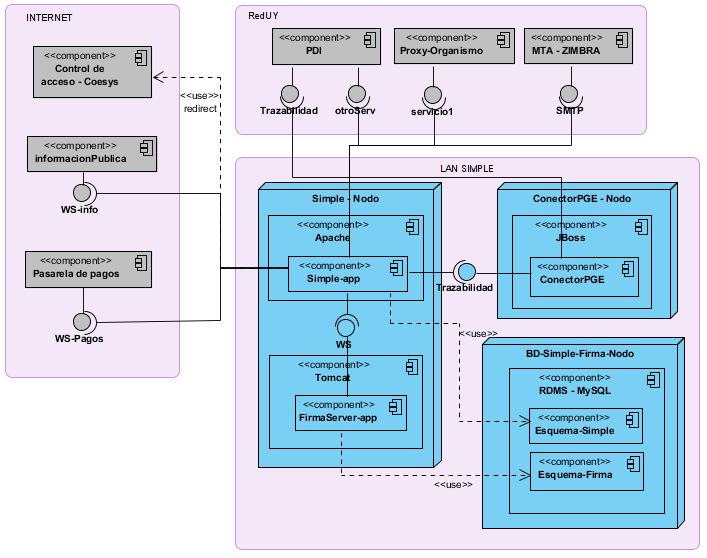 INTERNET
<<component>>
Control de
acceso - Coesys
<<use>>
redirect
<<component>>
informacionPublica
WS-info
<<component>>
Pasarela de pagos
WS-Pagos
RedUY
<<component>>
PDI
<<component>>
Proxy-Organismo
<<component>>
MTA - ZIMBRA
Trazabilidad
otroServ
servicio1
SMTP
LAN SIMPLE
Simple - Nodo
<<component>>
Apache
<<component>>
Simple-app
WS
<<component>>
Tomcat
<<component>>
FirmaServer-app
Trazabilidad
ConectorPGE - Nodo
<<component>>
JBoss
<<component>>
ConectorPGE
<<use>>
BD-Simple-Firma-Nodo
<<component>>
RDMS - MySQL
<<component>>
Esquema-Simple
<<component>>
Esquema-Firma
<<use>>